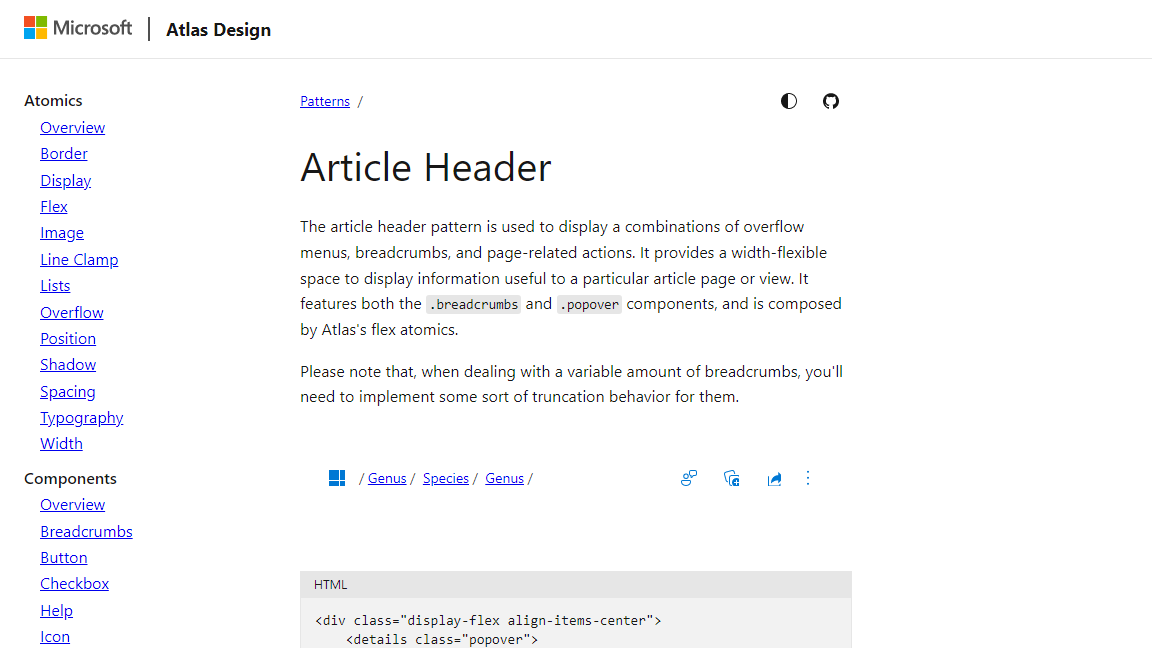 Microsoft | Atlas Design
Atomics
Overview
Border
Display
Flex
Image
Line Clamp
Lists
Overflow
Position
Shadow
Spacing
Typography
Width
Components
Overview
Breadcrumbs
Button
Checkbox
Help
Icon
Patterns /
Article Header
The article header pattern is used to display a combinations of overflow
menus, breadcrumbs, and page-related actions. It provides a width-flexible
space to display information useful to a particular article page or view. It
features both the .breadcrumbs and .popover components, and is composed
by Atlas's flex atomics.
Please note that, when dealing with a variable amount of breadcrumbs, you'll
need to implement some sort of truncation behavior for them.
/ Genus / Species / Genus /
HTML
<div class="display-flex align-items-center">
<details class="popover">